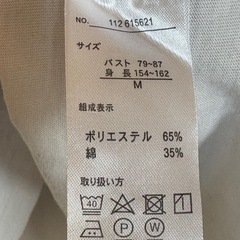 NO. 112 615621
サイズ
バスト 79~87
身 長 154~162
M
組成表示
ポリエステル 65%
綿 35%
取り扱い方
40
P W